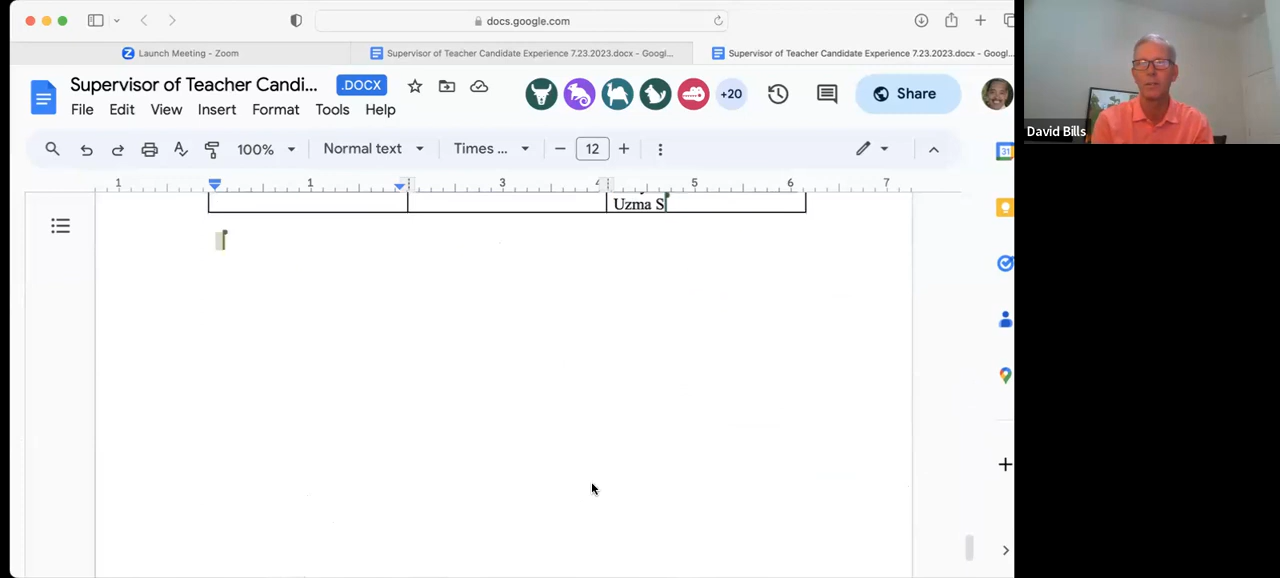 docs.google.com
Launch Meeting - Zoom
Supervisor of Teacher Candidate Experience 7.23.2023.docx - Googl...
Supervisor of Teacher Candidate Experience 7.23.2023.docx - Googl...
Supervisor of Teacher Candi... .DOCX
+20
Share
File Edit View Insert Format Tools Help
100% Normal text Times ... 12
1 1 3 4 5 6 7
31
Uzma S
David Bills